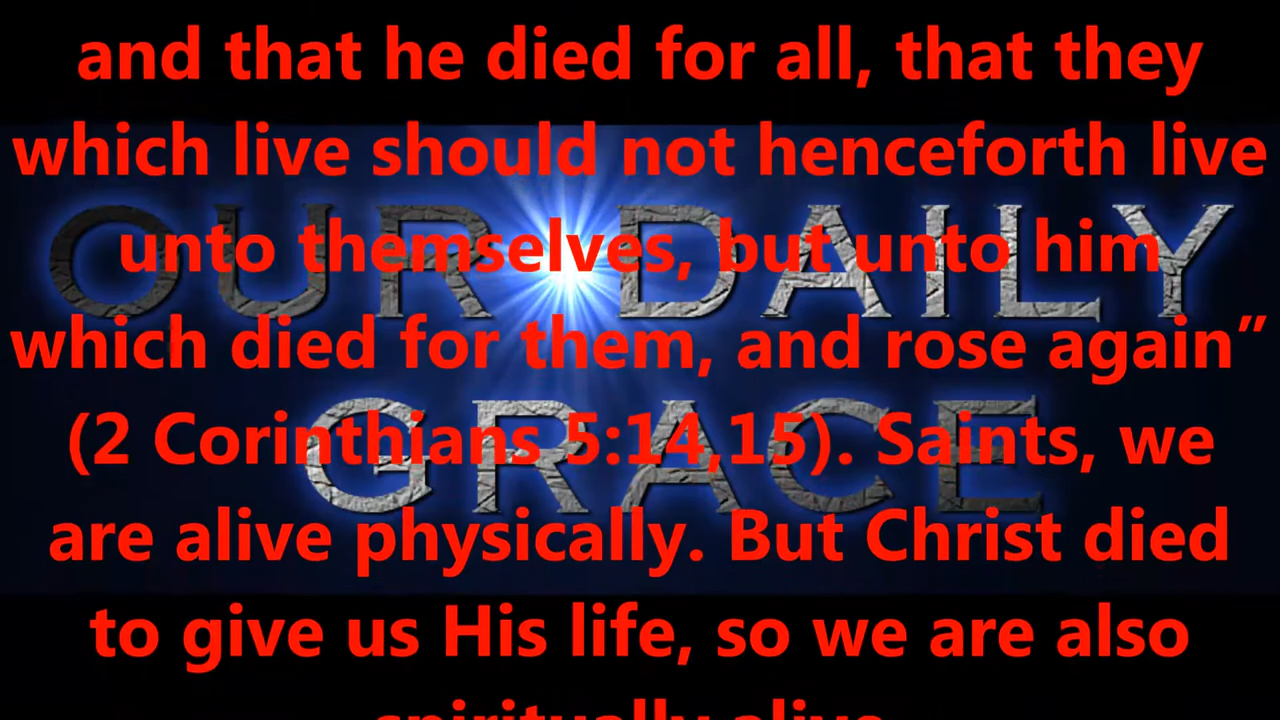 and that he died for all, that they
which live should not henceforth live
OUR DAILY
unto themselves, but unto him
which died for them, and rose again”
GRACE
(2 Corinthians 5:14,15). Saints, we
are alive physically. But Christ died
to give us His life, so we are also
spiritually alive